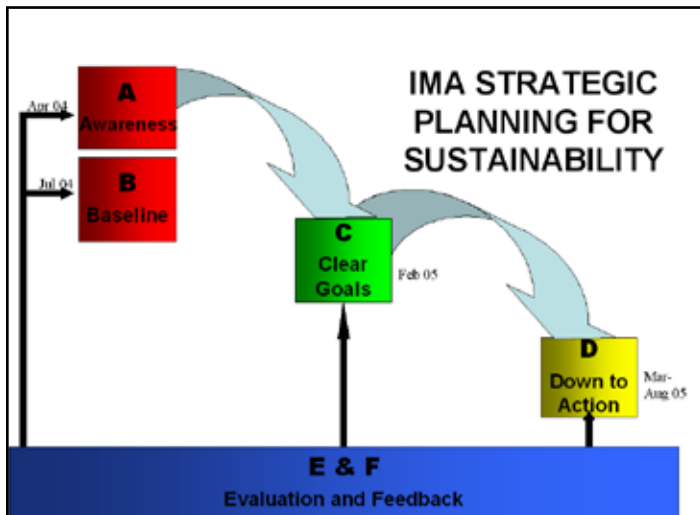 IMA STRATEGIC
PLANNING FOR
SUSTAINABILITY
Apr 04
A
Awareness
Jul 04
B
Baseline
C
Clear
Goals
Feb 05
D
Down to
Action
Mar-
Aug 05
E & F
Evaluation and Feedback